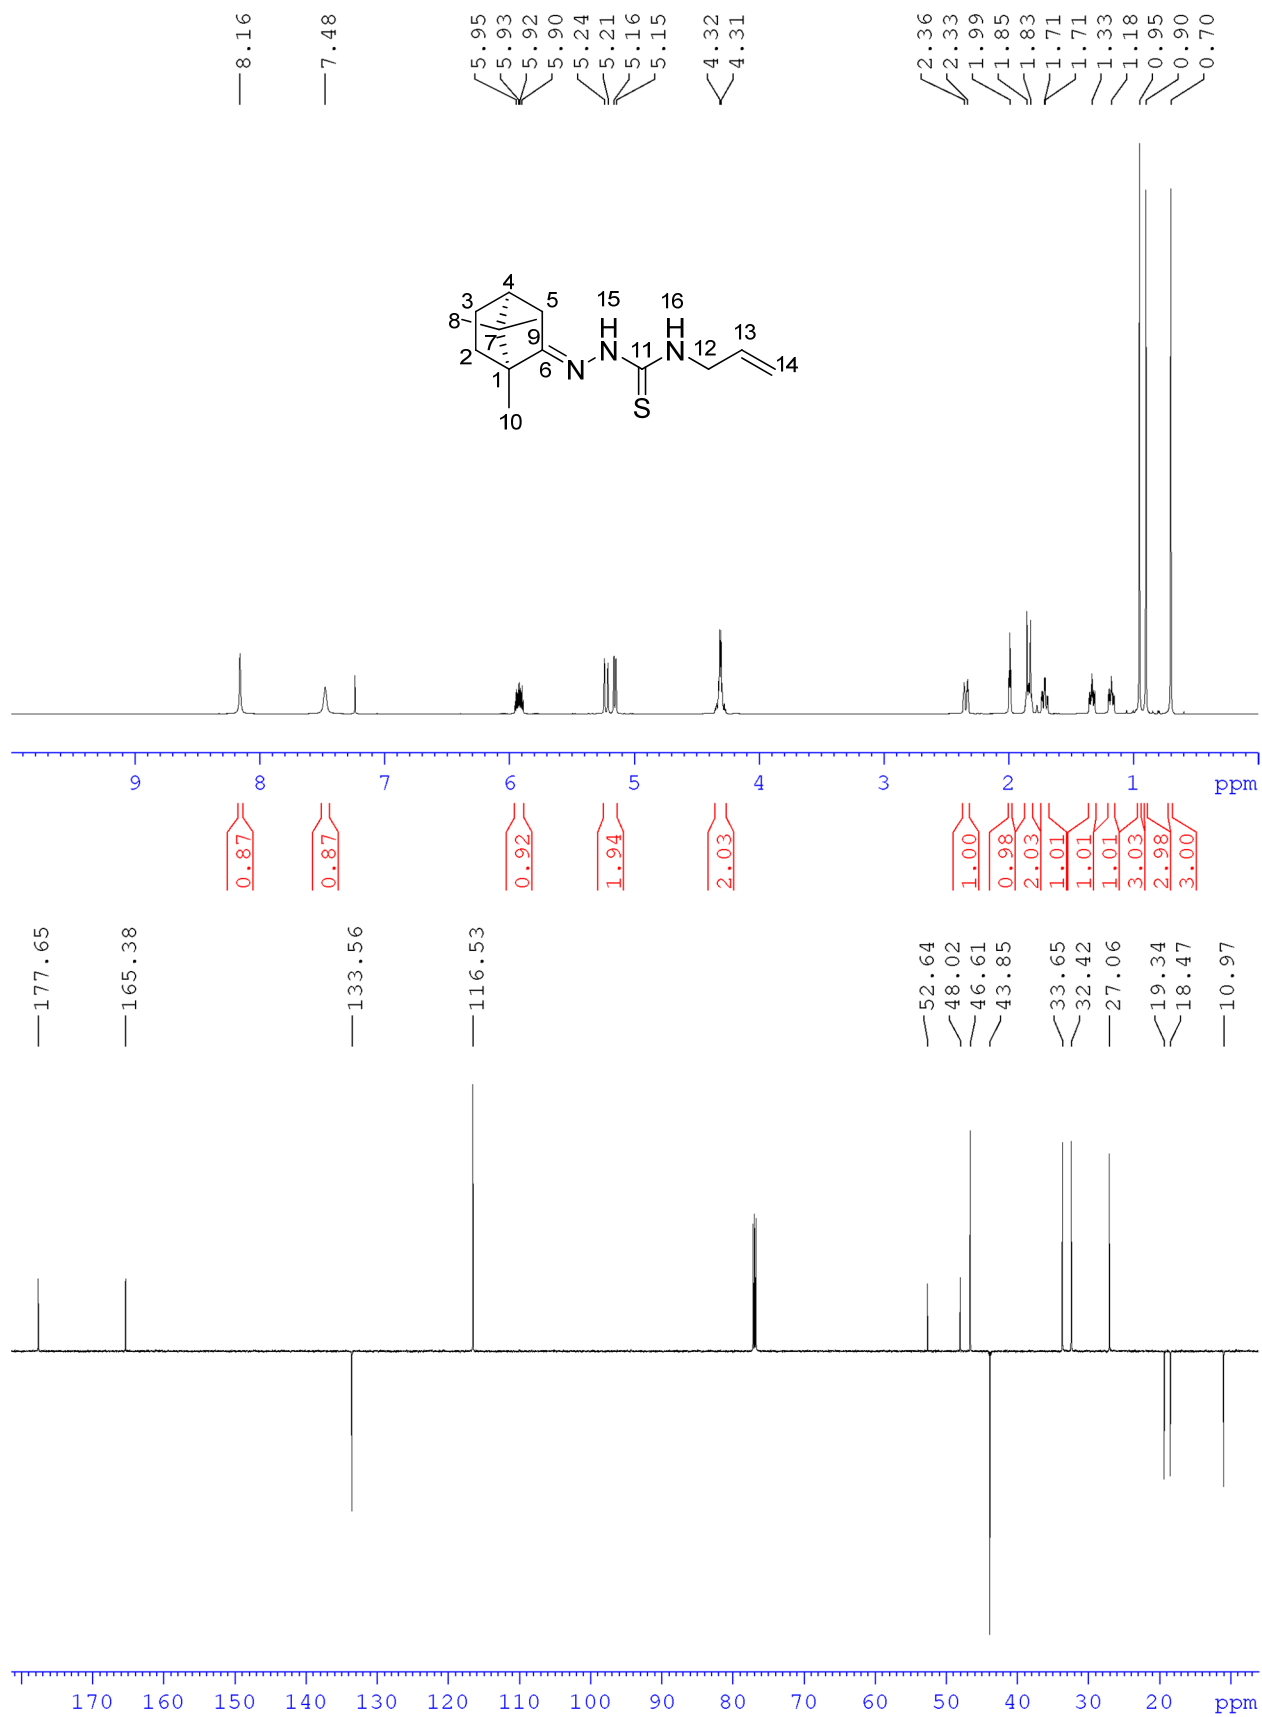 8.16 7.48 5.95 5.93 5.92 5.90 5.24 5.21 5.16 5.15 4.32 4.31 2.36 2.33 1.99 1.85 1.83 1.71 1.71 1.33 1.18 0.95 0.90 0.70
4
3 5 15 16
8 9 H H 13
7 11 12
2 N N 14
6 N
1
10 S
9 8 7 6 5 4 3 2 1 ppm
0.87 0.87 0.92 1.94 2.03 1.00 0.98 2.03 1.01 1.01 1.01 3.03 2.98 3.00
177.65 165.38 133.56 116.53 52.64 48.02 46.61 43.85 33.65 32.42 27.06 19.34 18.47 10.97
170 160 150 140 130 120 110 100 90 80 70 60 50 40 30 20 ppm